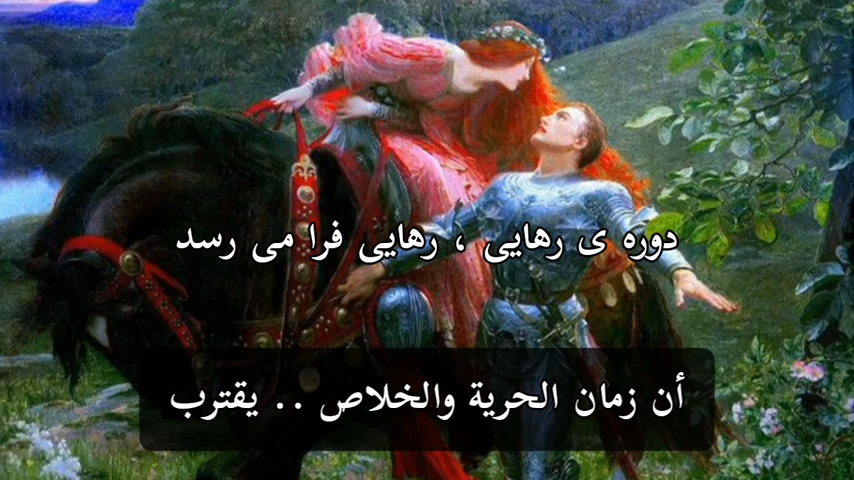 دوره ی رهایی ، رهایی فرا می رسد
أن زمان الحرية والخلاص .. يقترب